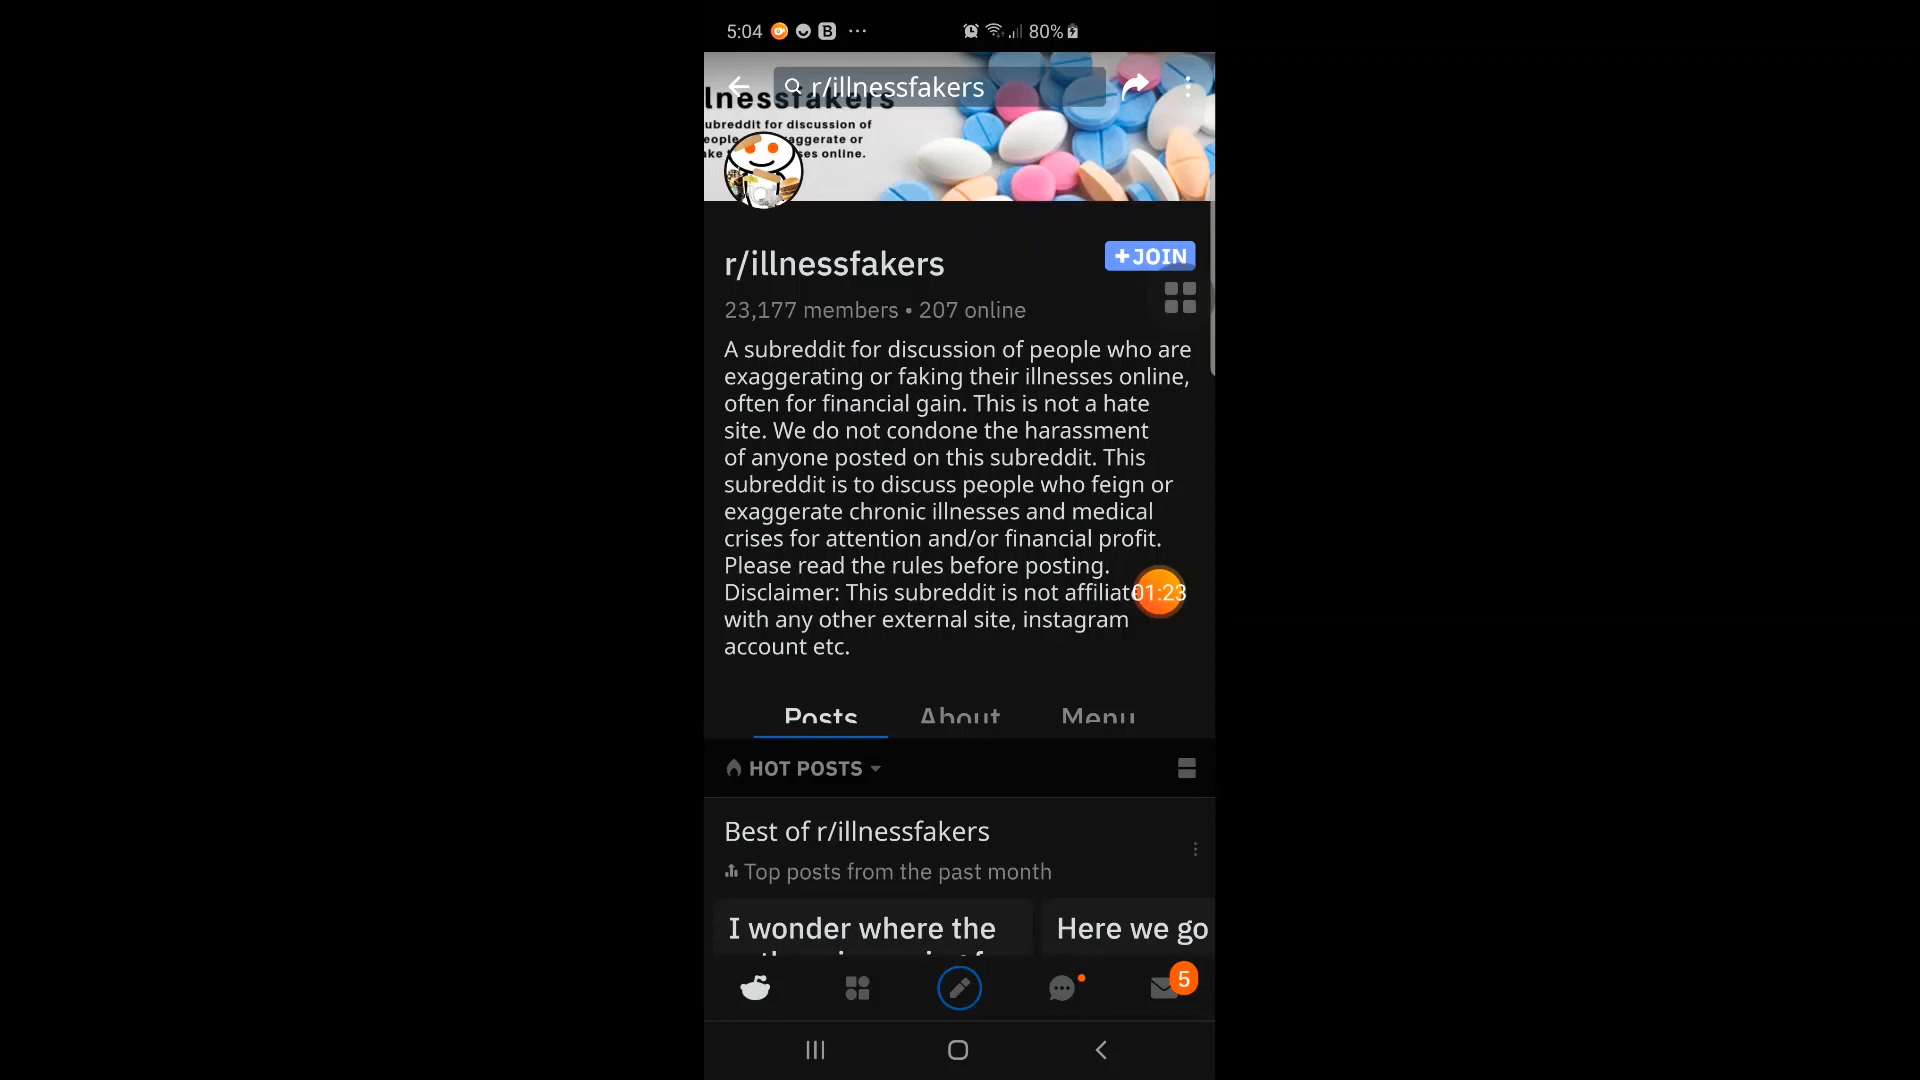 5:04
B
80%
r/illnessfakers
lnessfakers
ubreddit for discussion of
eople aggerate or
ake ses online.
r/illnessfakers
+JOIN
23,177 members • 207 online
A subreddit for discussion of people who are
exaggerating or faking their illnesses online,
often for financial gain. This is not a hate
site. We do not condone the harassment
of anyone posted on this subreddit. This
subreddit is to discuss people who feign or
exaggerate chronic illnesses and medical
crises for attention and/or financial profit.
Please read the rules before posting.
Disclaimer: This subreddit is not affiliat
01:23
with any other external site, instagram
account etc.
Posts About Menu
HOT POSTS
Best of r/illnessfakers
Top posts from the past month
I wonder where the
Here we go
5